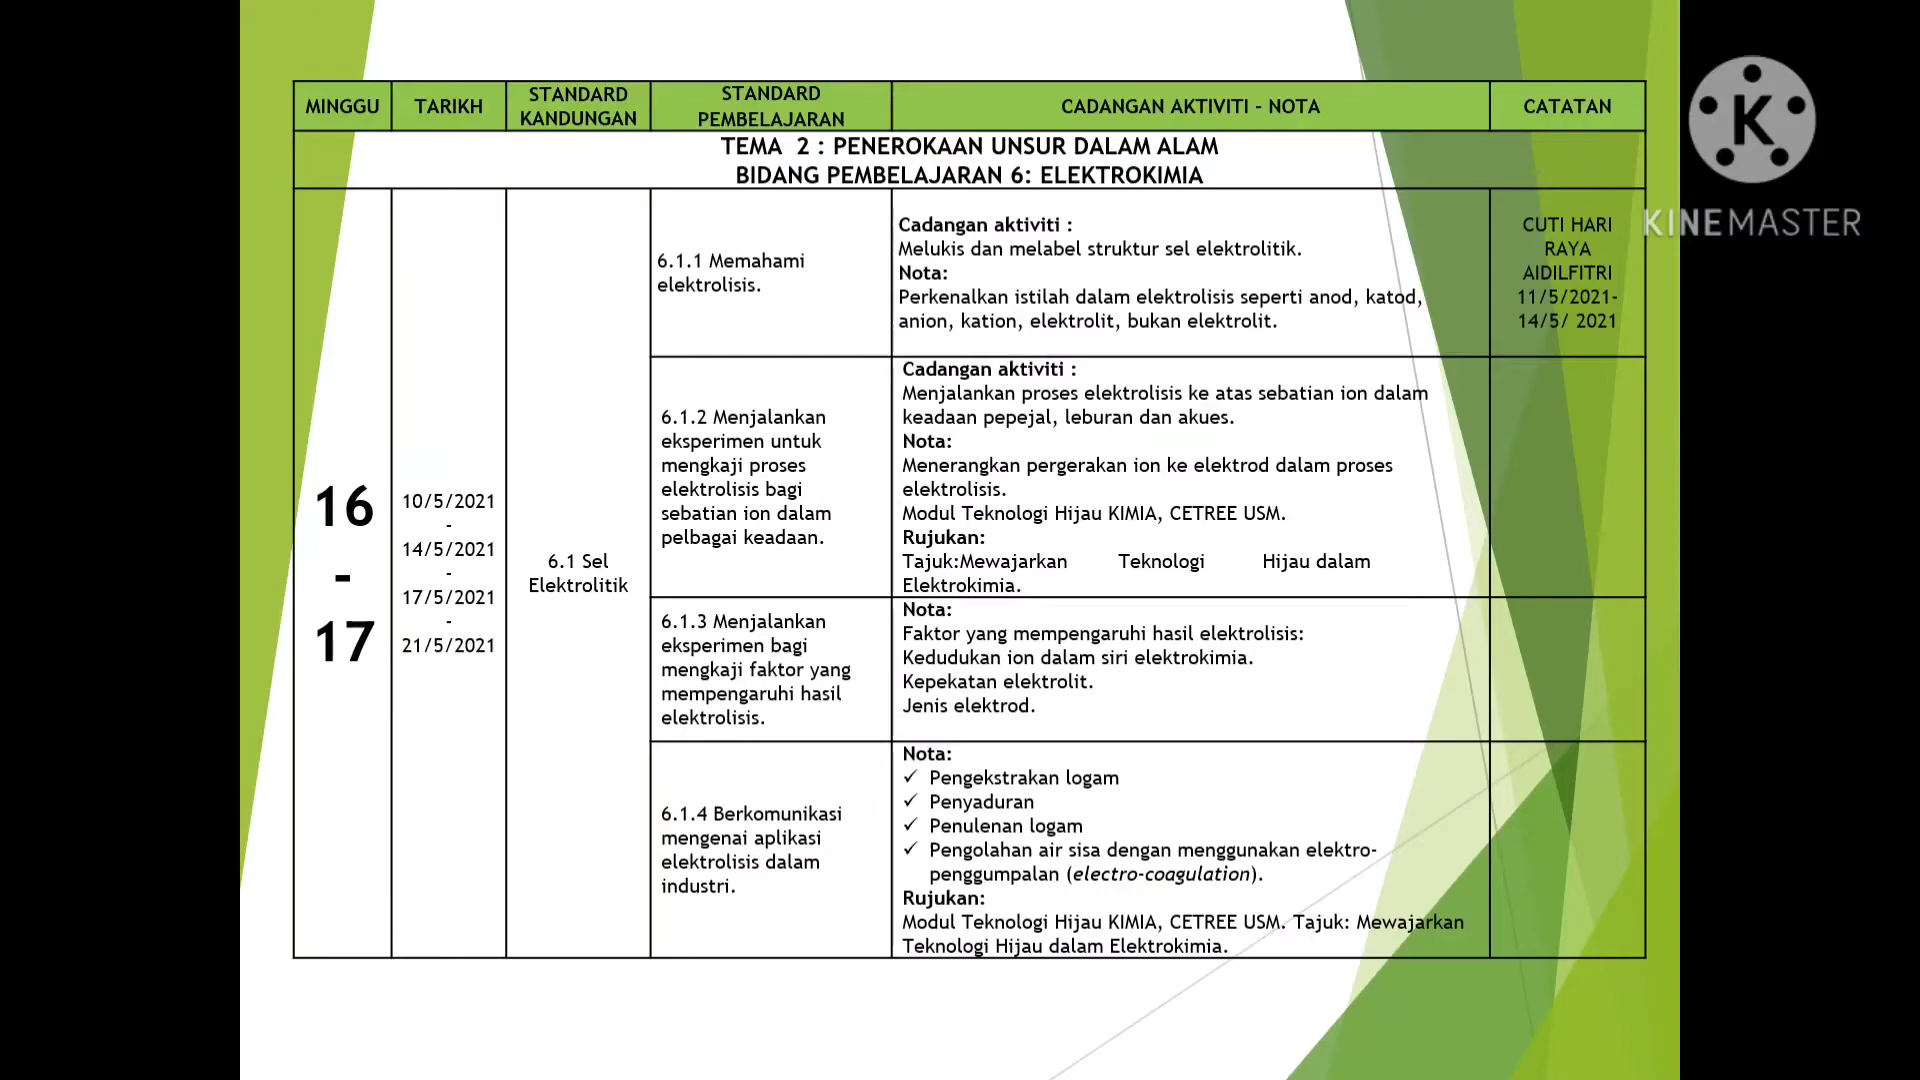 MINGGU
TARIKH
STANDARD
KANDUNGAN
STANDARD
PEMBELAJARAN
CADANGAN AKTIVITI - NOTA
CATATAN
TEMA 2 : PENEROKAAN UNSUR DALAM ALAM
BIDANG PEMBELAJARAN 6: ELEKTROKIMIA
16
-
17
10/5/2021
-
14/5/2021
-
17/5/2021
-
21/5/2021
6.1 Sel
Elektrolitik
6.1.1 Memahami
elektrolisis.
Cadangan aktiviti :
Melukis dan melabel struktur sel elektrolitik.
Nota:
Perkenalkan istilah dalam elektrolisis seperti anod, katod,
anion, kation, elektrolit, bukan elektrolit.
CUTI HARI
RAYA
AIDILFITRI
11/5/2021-
14/5/ 2021
6.1.2 Menjalankan
eksperimen untuk
mengkaji proses
elektrolisis bagi
sebatian ion dalam
pelbagai keadaan.
Cadangan aktiviti :
Menjalankan proses elektrolisis ke atas sebatian ion dalam
keadaan pepejal, leburan dan akues.
Nota:
Menerangkan pergerakan ion ke elektrod dalam proses
elektrolisis.
Modul Teknologi Hijau KIMIA, CETREE USM.
Rujukan:
Tajuk:Mewajarkan Teknologi Hijau dalam
Elektrokimia.
6.1.3 Menjalankan
eksperimen bagi
mengkaji faktor yang
mempengaruhi hasil
elektrolisis.
Nota:
Faktor yang mempengaruhi hasil elektrolisis:
Kedudukan ion dalam siri elektrokimia.
Kepekatan elektrolit.
Jenis elektrod.
6.1.4 Berkomunikasi
mengenai aplikasi
elektrolisis dalam
industri.
Nota:
✓ Pengekstrakan logam
✓ Penyaduran
✓ Penulenan logam
✓ Pengolahan air sisa dengan menggunakan elektro-
penggumpalan (electro-coagulation).
Rujukan:
Modul Teknologi Hijau KIMIA, CETREE USM. Tajuk: Mewajarkan
Teknologi Hijau dalam Elektrokimia.
K
KINEMASTER